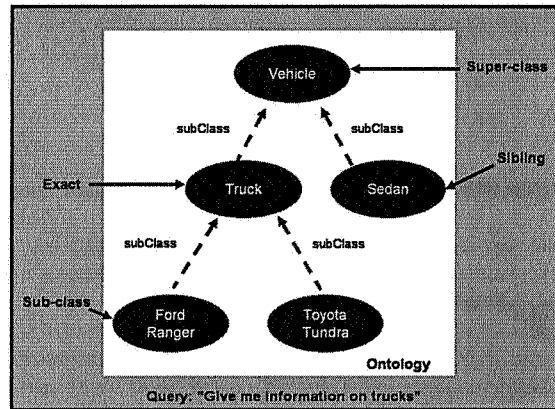 Vehicle
Super-class
subClass
subClass
Sibling
Exact
Truck
Sedan
subClass
subClass
Sub-class
Ford
Ranger
Toyota
Tundra
Ontology
Query: "Give me information on trucks"